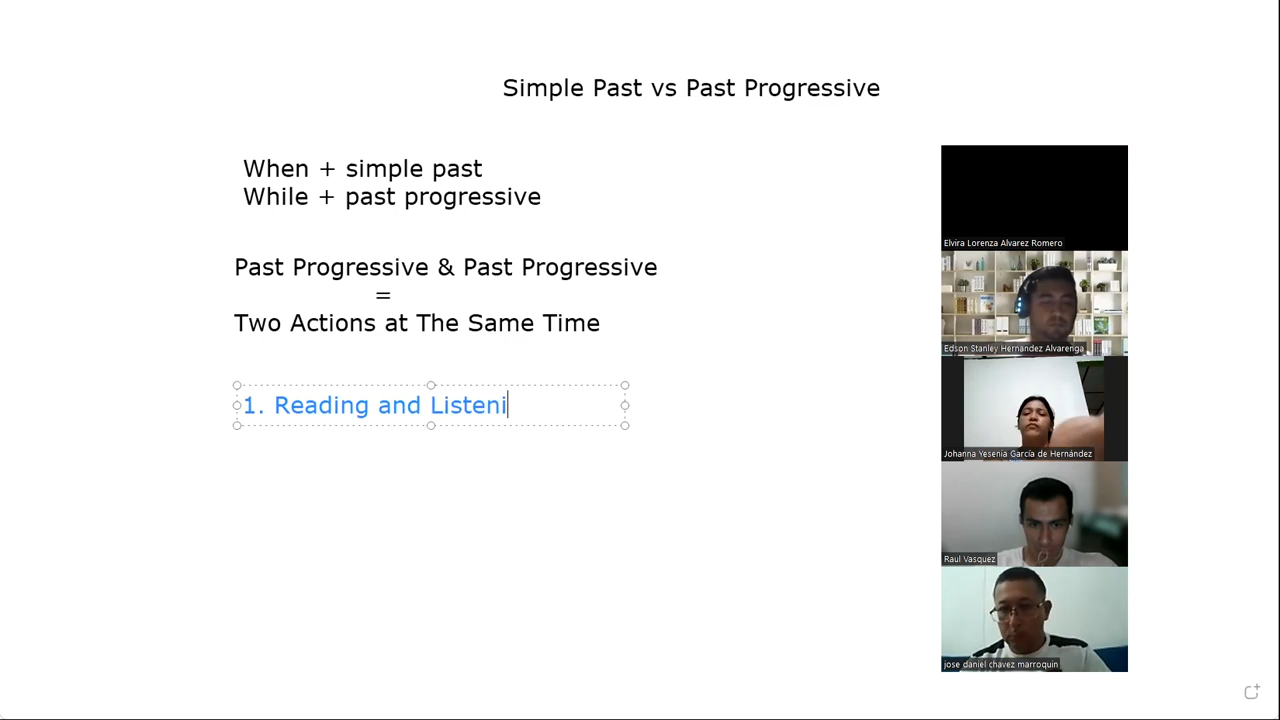 Simple Past vs Past Progressive
When + simple past
While + past progressive
Past Progressive & Past Progressive
=
Two Actions at The Same Time
1. Reading and Listeni
Elvira Lorenza Alvarez Romero
Edson Stanley Hernandez Alvarenga
Johanna Yesenia García de Hernández
Raul Vasquez
jose daniel chavez marroquin